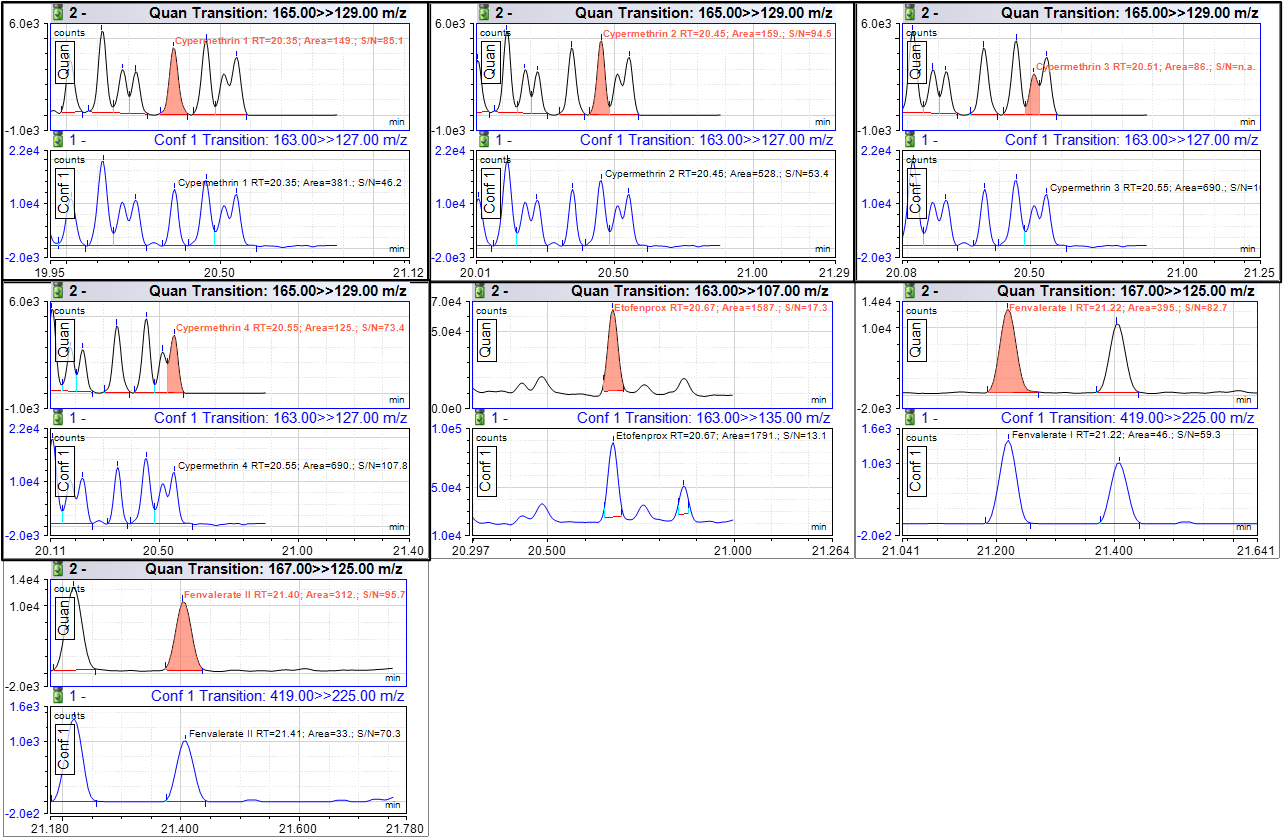 2 - Quan Transition: 165.00>>129.00 m/z
6.0e3
counts
Quan
Cypermethrin 1 RT=20.35; Area=149.; S/N=85.1
-1.0e3
min
1 - Conf 1 Transition: 163.00>>127.00 m/z
2.2e4
counts
Conf 1
Cypermethrin 1 RT=20.35; Area=381.; S/N=46.2
1.0e4
-2.0e3
min
19.95 20.50 21.12
2 - Quan Transition: 165.00>>129.00 m/z
6.0e3
counts
Quan
Cypermethrin 2 RT=20.45; Area=159.; S/N=94.5
-1.0e3
min
1 - Conf 1 Transition: 163.00>>127.00 m/z
2.2e4
counts
Conf 1
Cypermethrin 2 RT=20.45; Area=528.; S/N=53.4
1.0e4
-2.0e3
min
20.01 20.50 21.00 21.29
2 - Quan Transition: 165.00>>129.00 m/z
6.0e3
counts
Quan
Cypermethrin 3 RT=20.51; Area=86.; S/N=n.a.
-1.0e3
min
1 - Conf 1 Transition: 163.00>>127.00 m/z
2.2e4
counts
Conf 1
Cypermethrin 3 RT=20.55; Area=690.; S/N=1
1.0e4
-2.0e3
min
20.08 20.50 21.00 21.25
2 - Quan Transition: 165.00>>129.00 m/z
6.0e3
counts
Quan
Cypermethrin 4 RT=20.55; Area=125.; S/N=73.4
-1.0e3
min
1 - Conf 1 Transition: 163.00>>127.00 m/z
2.2e4
counts
Conf 1
Cypermethrin 4 RT=20.55; Area=690.; S/N=107.8
1.0e4
-2.0e3
min
20.11 20.50 21.00 21.40
2 - Quan Transition: 163.00>>107.00 m/z
7.0e4
counts
Quan
Etofenprox RT=20.67; Area=1587.; S/N=17.3
5.0e4
0.0e0
min
1 - Conf 1 Transition: 163.00>>135.00 m/z
1.0e5
counts
Conf 1
Etofenprox RT=20.67; Area=1791.; S/N=13.1
5.0e4
1.0e4
min
20.297 20.500 21.000 21.264
2 - Quan Transition: 167.00>>125.00 m/z
1.4e4
counts
Quan
Fenvalerate I RT=21.22; Area=395.; S/N=82.7
1.0e4
-2.0e3
min
1 - Conf 1 Transition: 419.00>>225.00 m/z
1.6e3
counts
Conf 1
Fenvalerate I RT=21.22; Area=46.; S/N=59.3
1.0e3
-2.0e2
min
21.041 21.200 21.400 21.641
2 - Quan Transition: 167.00>>125.00 m/z
1.4e4
counts
Quan
Fenvalerate II RT=21.40; Area=312.; S/N=95.7
1.0e4
-2.0e3
min
1 - Conf 1 Transition: 419.00>>225.00 m/z
1.6e3
counts
Conf 1
Fenvalerate II RT=21.41; Area=33.; S/N=70.3
1.0e3
-2.0e2
min
21.180 21.400 21.600 21.780